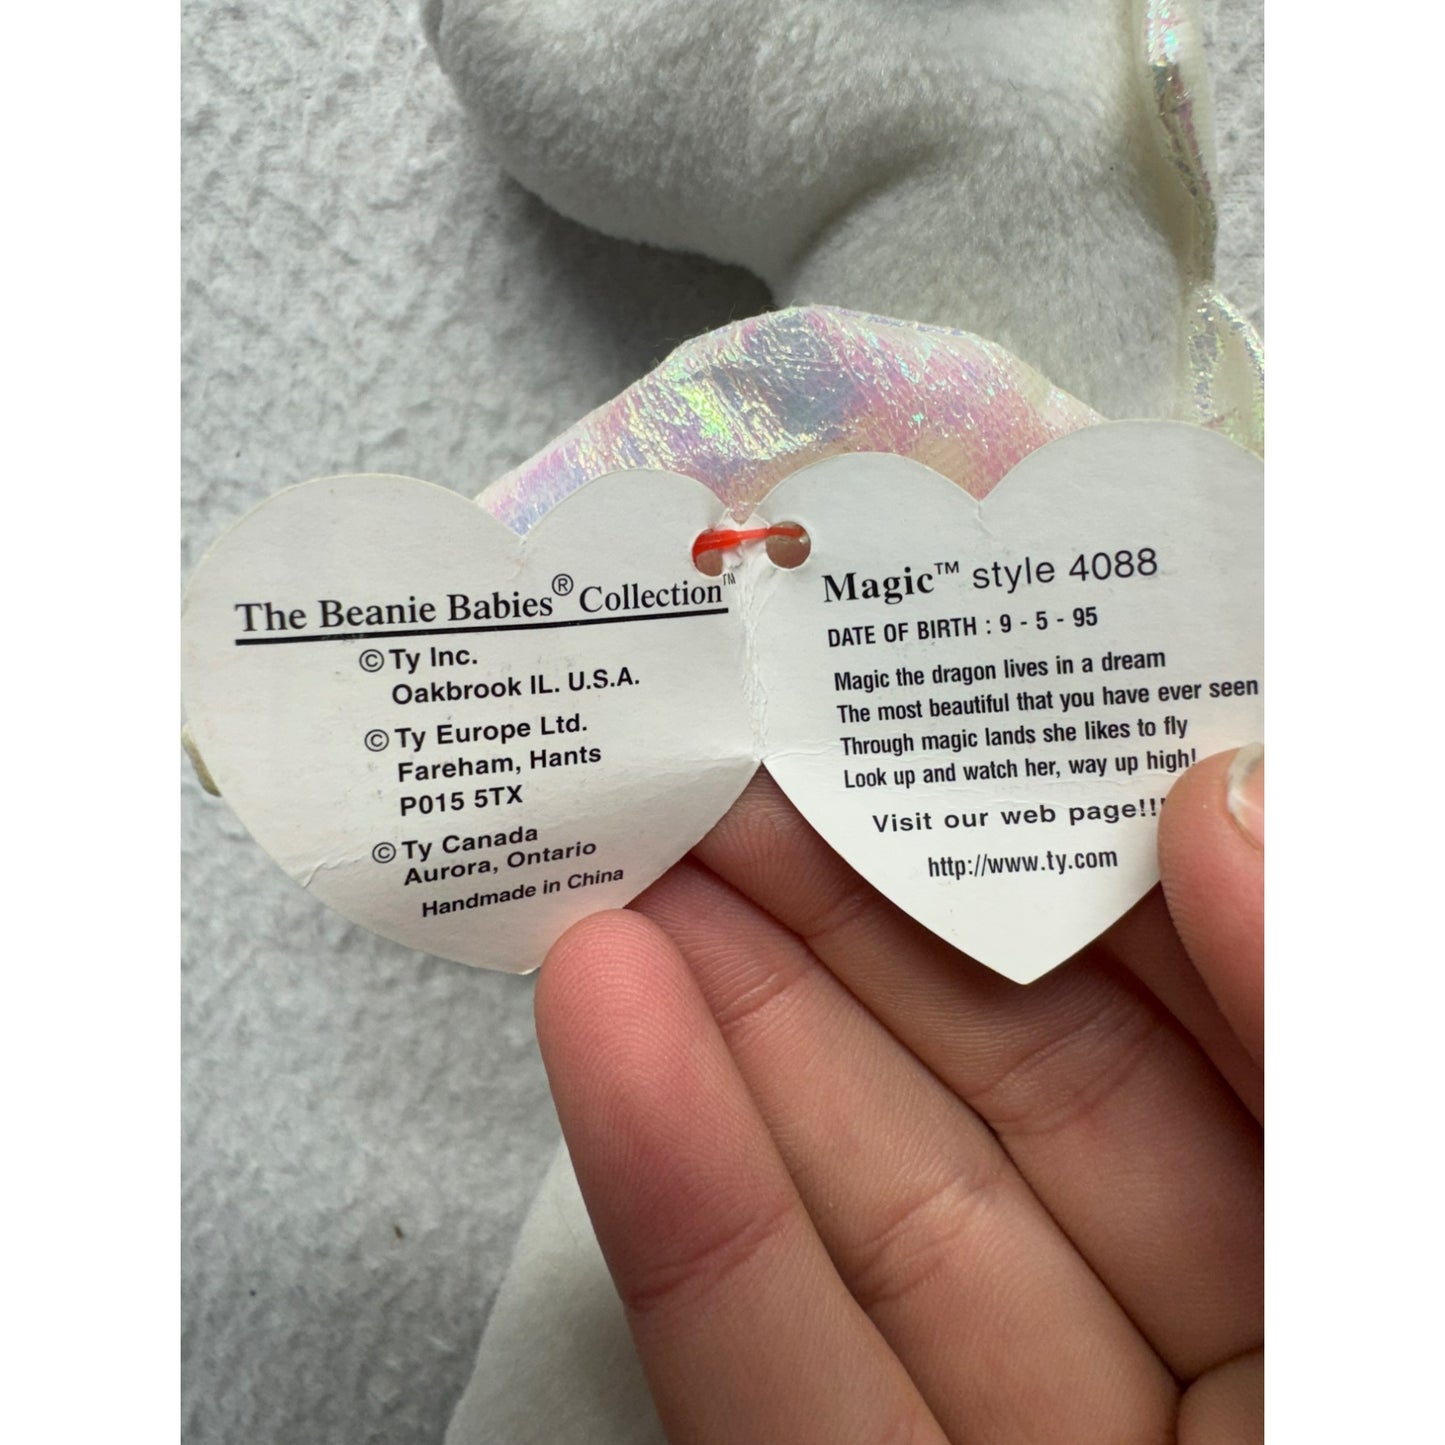 The Beanie Babies® Collection™
© Ty Inc.
Oakbrook IL. U.S.A.
© Ty Europe Ltd.
Fareham, Hants
P015 5TX
© Ty Canada
Aurora, Ontario
Handmade in China
Magic™ style 4088
DATE OF BIRTH : 9 - 5 - 95
Magic the dragon lives in a dream
The most beautiful that you have ever seen
Through magic lands she likes to fly
Look up and watch her, way up high!
Visit our web page!!!
http://www.ty.com